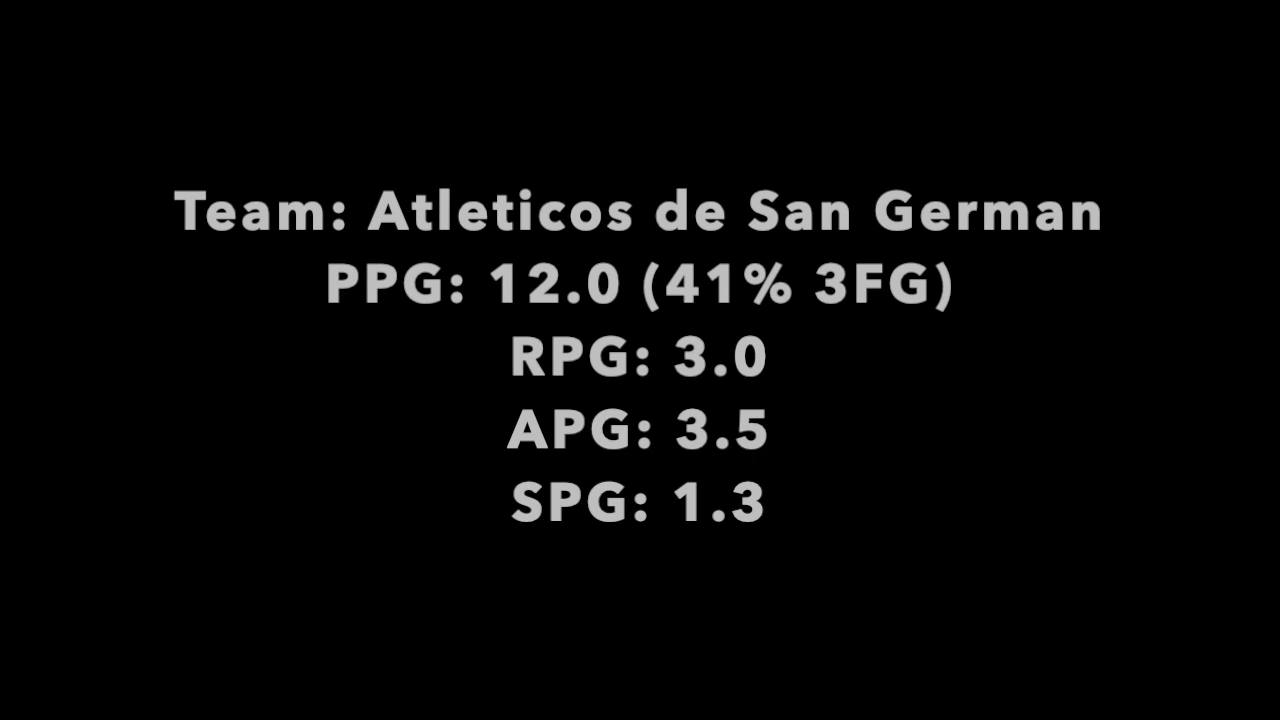 Team: Atleticos de San German
PPG: 12.0 (41% 3FG)
RPG: 3.0
APG: 3.5
SPG: 1.3